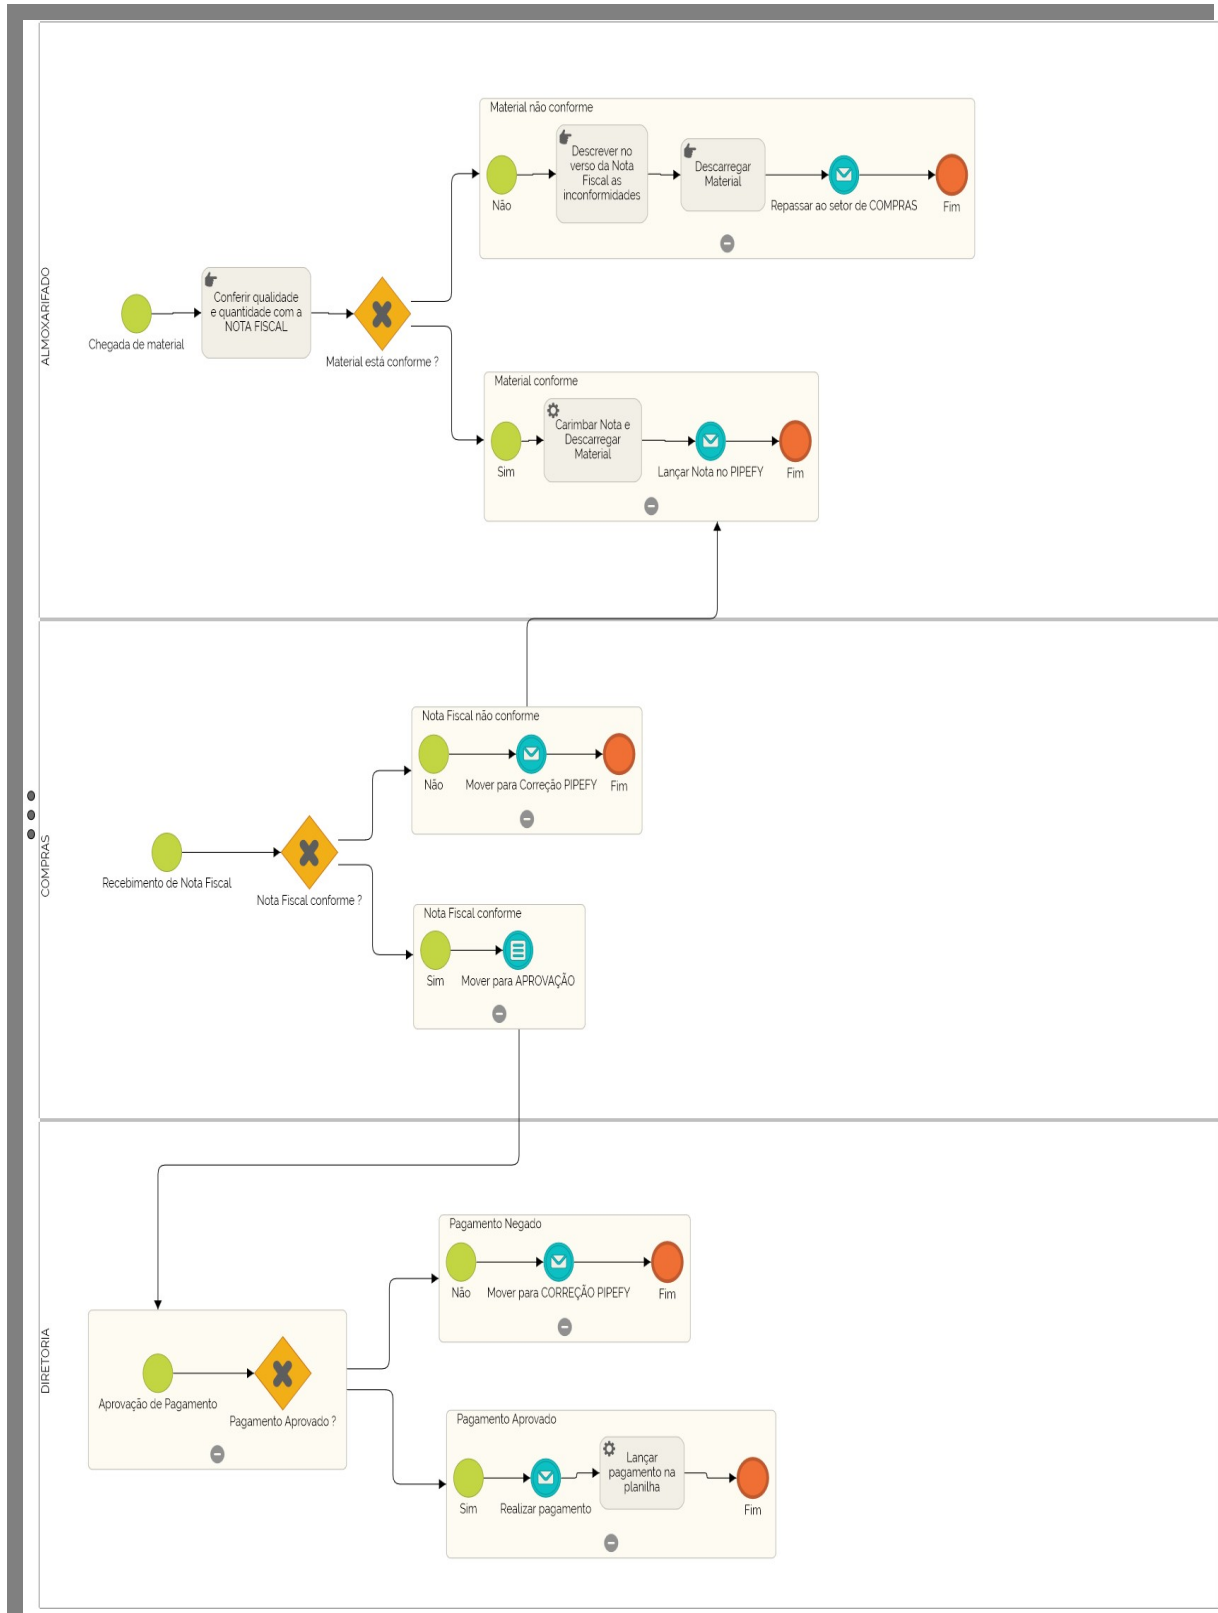 ALMOXARIFADO
Material não conforme
Descrever no
verso da Nota
Fiscal as
inconformidades
Descarregar
Material
Não
Repassar ao setor de COMPRAS
Fim
Conferir qualidade
e quantidade com a
NOTA FISCAL
Chegada de material
Material está conforme ?
Material conforme
Carimbar Nota e
Descarregar
Material
Sim
Lançar Nota no PIPEFY
Fim
COMPRAS
Nota Fiscal não conforme
Não
Mover para Correção PIPEFY
Fim
Recebimento de Nota Fiscal
Nota Fiscal conforme ?
Nota Fiscal conforme
Sim
Mover para APROVAÇÃO
DIRETORIA
Pagamento Negado
Não
Mover para CORREÇÃO PIPEFY
Fim
Aprovação de Pagamento
Pagamento Aprovado ?
Pagamento Aprovado
Lançar
pagamento na
planilha
Sim
Realizar pagamento
Fim